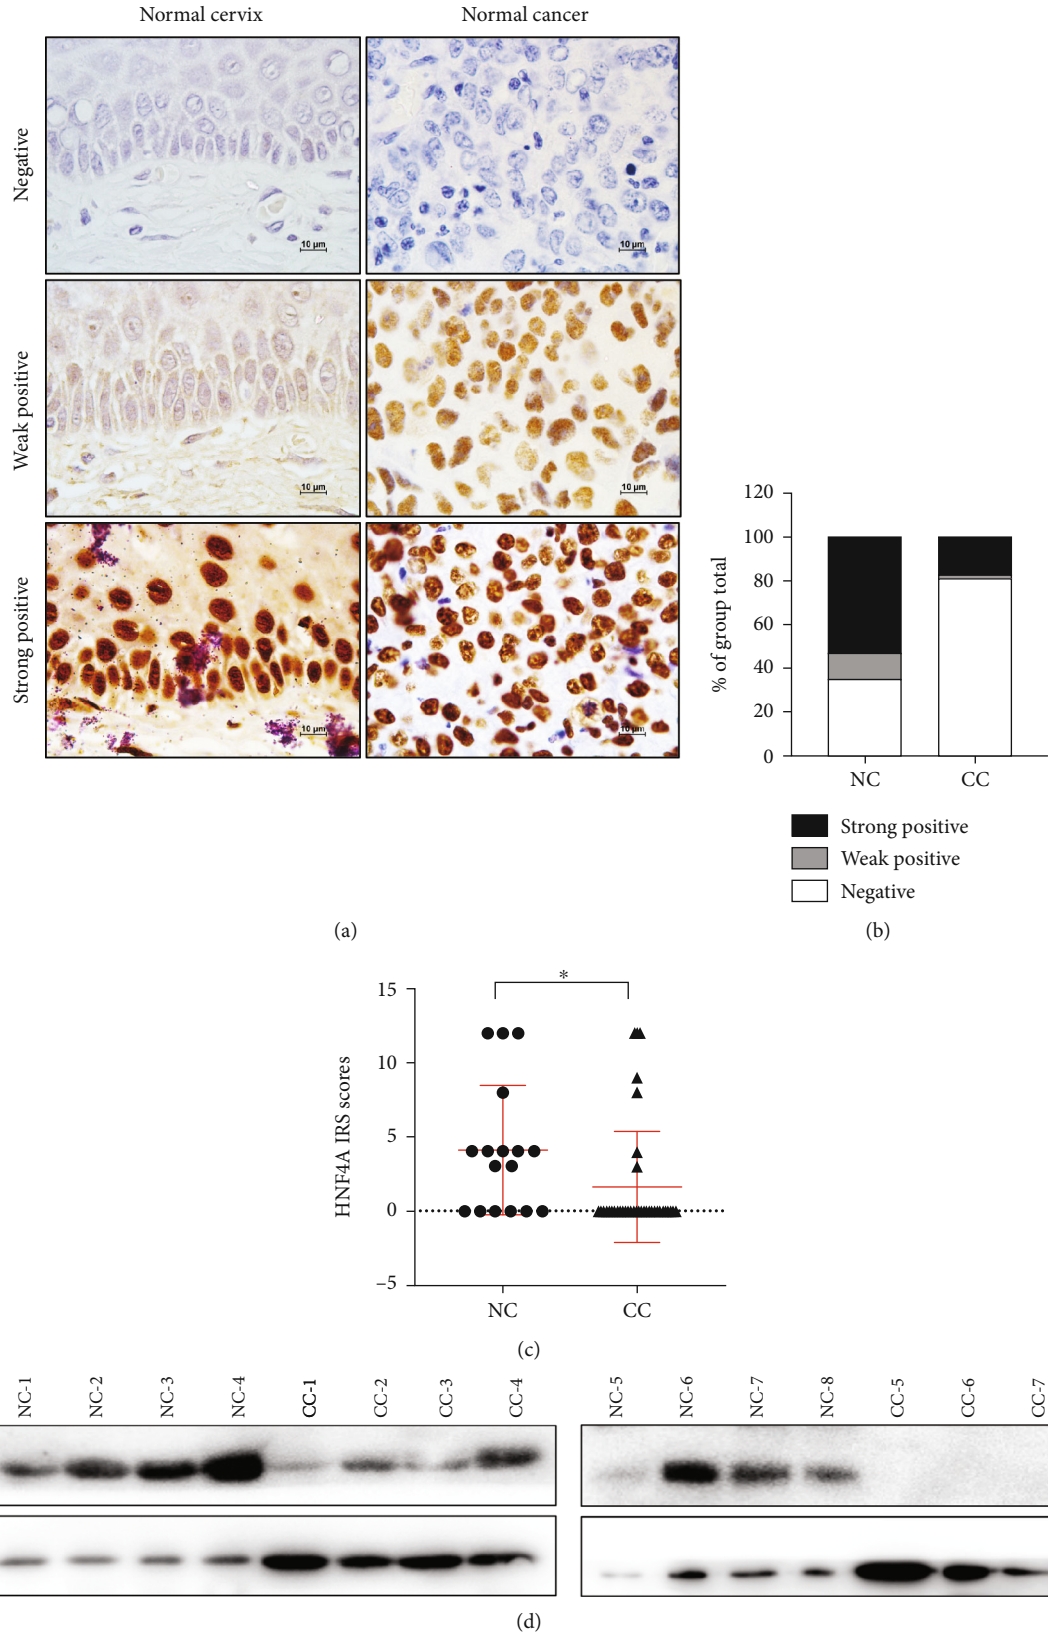 Normal cervix
Normal cancer
Negative
10 µm
10 µm
Weak positive
10 µm
10 µm
Strong positive
10 µm
10 µm
(a)
% of group total
120
100
80
60
40
20
0
NC
CC
Strong positive
Weak positive
Negative
(b)
HNF4A IRS scores
15
10
5
0
–5
*
NC
CC
(c)
NC-1
NC-2
NC-3
NC-4
CC-1
CC-2
CC-3
CC-4
NC-5
NC-6
NC-7
NC-8
CC-5
CC-6
CC-7
(d)